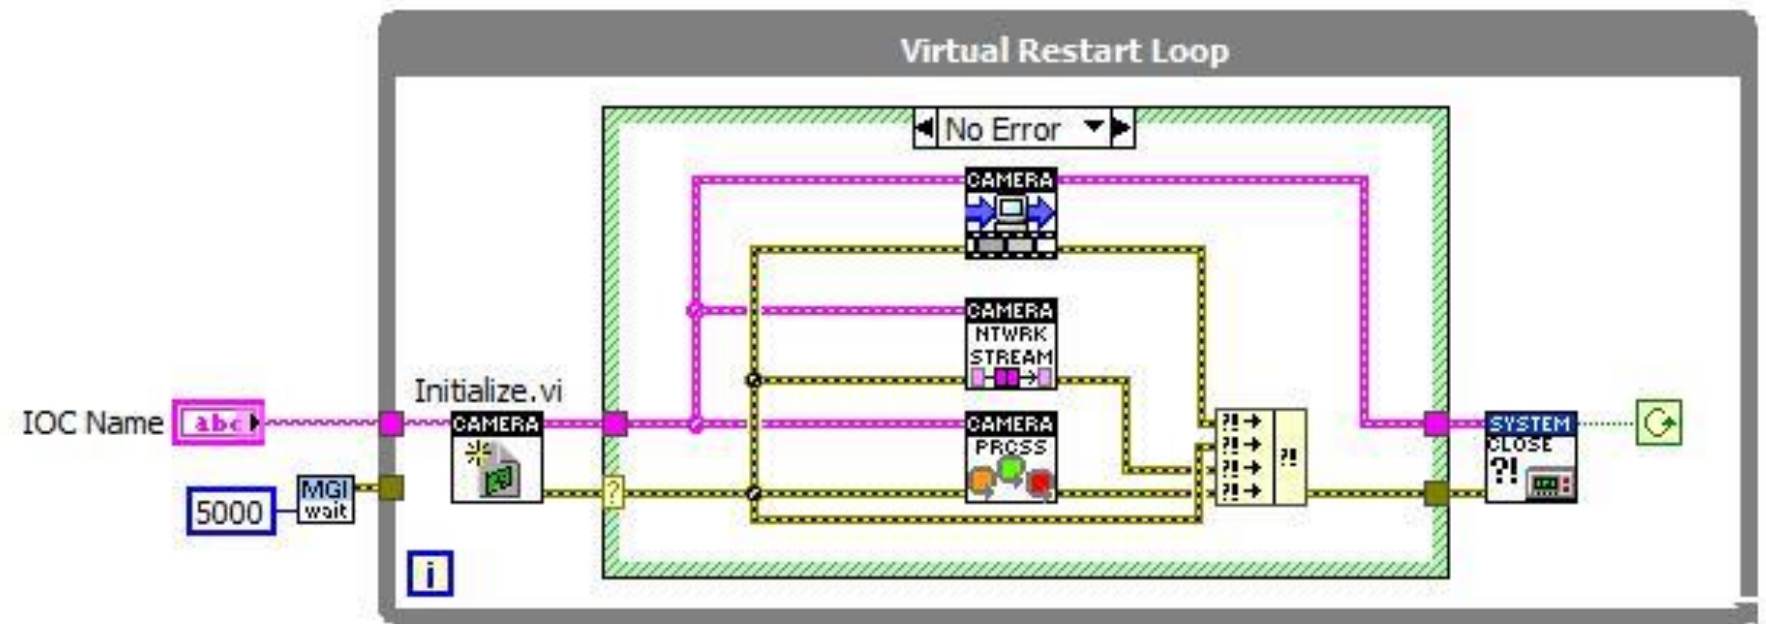 Virtual Restart Loop
No Error
CAMERA
CAMERA
NTWRK
STREAM
Initialize.vi
IOC Name
abc
CAMERA
CAMERA
PRCSS
SYSTEM
CLOSE
?!
?!
?!
?!
?!
?!
?
5000
MGI
wait
i